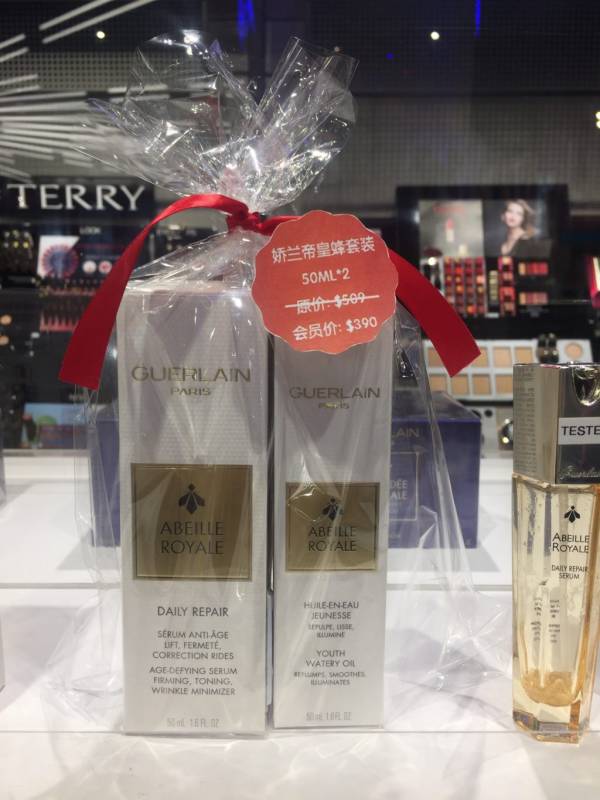 TERRY
娇兰帝皇蜂套装
50ML*2
原价: $509
会员价: $390
GUERLAIN
PARIS
ABEILLE
ROYALE
DAILY REPAIR
SÉRUM ANTI-ÂGE
LIFT, FERMETÉ,
CORRECTION RIDES
AGE-DEFYING SERUM
FIRMING, TONING,
WRINKLE MINIMIZER
50 ml 1.6 FL. OZ
GUERLAIN
PARIS
ABEILLE
ROYALE
HUILE-EN-EAU
JEUNESSE
REPULPE, LISSE,
ILLUMINE
YOUTH
WATERY OIL
REPLUMPS, SMOOTHES,
ILLUMINATES
50 ml 1.6 FL. OZ
LAIN
TESTE
Guerlain
ABEILLE
ROYALE
DAILY REPAIR
SERUM